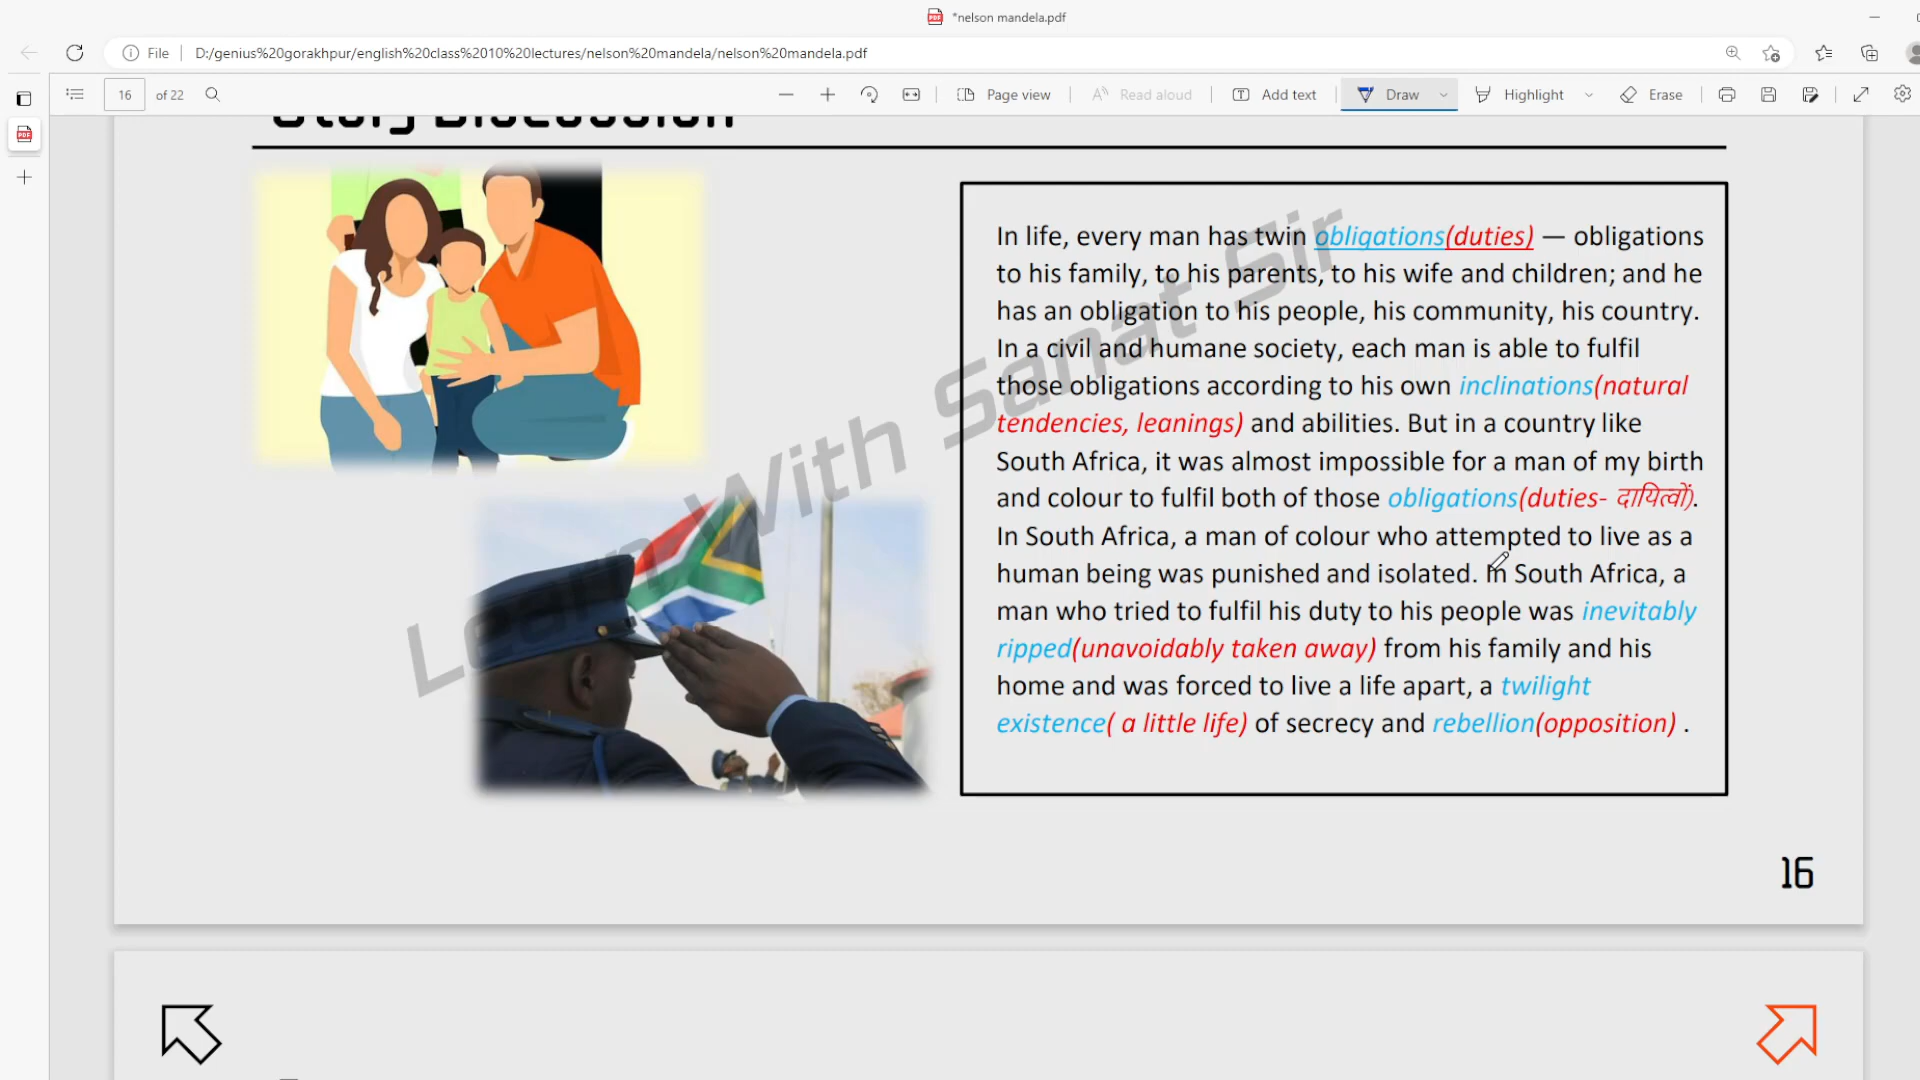 *nelson mandela.pdf
File
D:/genius%20gorakhpur/english%20class%2010%20lectures/nelson%20mandela/nelson%20mandela.pdf
16 of 22
Page view
Read aloud
Add text
Draw
Highlight
Erase
Story Discussion
In life, every man has twin obligations(duties) — obligations
to his family, to his parents, to his wife and children; and he
has an obligation to his people, his community, his country.
In a civil and humane society, each man is able to fulfil
those obligations according to his own inclinations(natural
tendencies, leanings) and abilities. But in a country like
South Africa, it was almost impossible for a man of my birth
and colour to fulfil both of those obligations(duties- दायित्वों).
In South Africa, a man of colour who attempted to live as a
human being was punished and isolated. In South Africa, a
man who tried to fulfil his duty to his people was inevitably
ripped(unavoidably taken away) from his family and his
home and was forced to live a life apart, a twilight
existence( a little life) of secrecy and rebellion(opposition) .
Learn With Sanat Sir
16